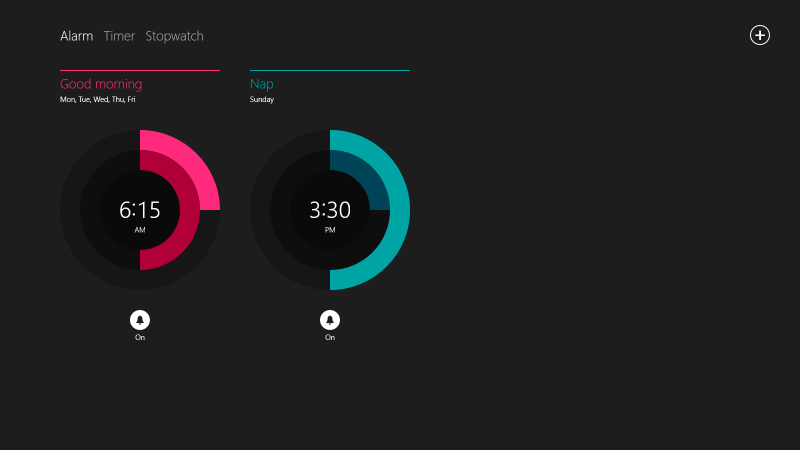 Alarm Timer Stopwatch
Good morning
Mon, Tue, Wed, Thu, Fri
6:15
AM
On
Nap
Sunday
3:30
PM
On